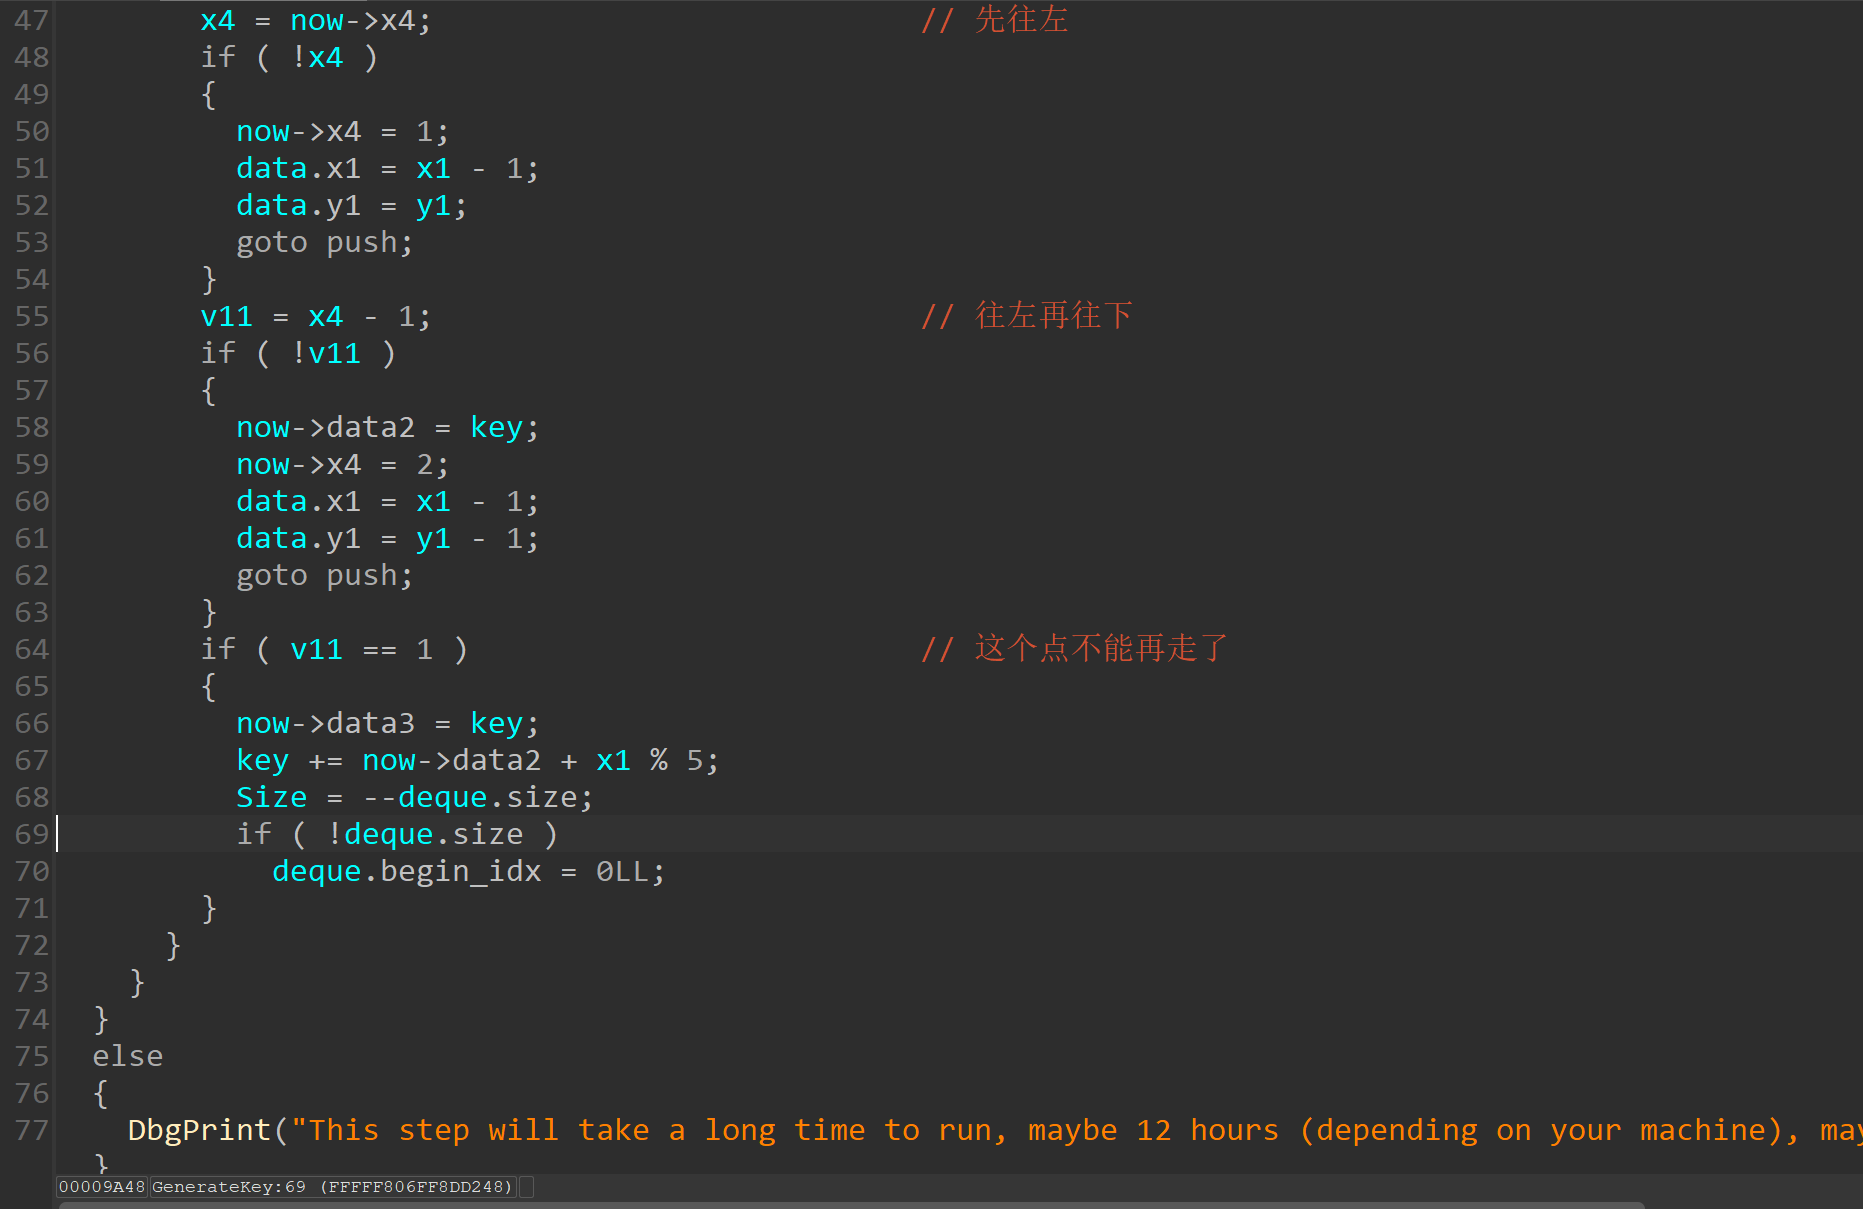 47 x4 = now->x4; // 先往左
48 if ( !x4 )
49 {
50 now->x4 = 1;
51 data.x1 = x1 - 1;
52 data.y1 = y1;
53 goto push;
54 }
55 v11 = x4 - 1; // 往左再往下
56 if ( !v11 )
57 {
58 now->data2 = key;
59 now->x4 = 2;
60 data.x1 = x1 - 1;
61 data.y1 = y1 - 1;
62 goto push;
63 }
64 if ( v11 == 1 ) // 这个点不能再走了
65 {
66 now->data3 = key;
67 key += now->data2 + x1 % 5;
68 Size = --deque.size;
69 if ( !deque.size )
70 deque.begin_idx = 0LL;
71 }
72 }
73 }
74 }
75 else
76 {
77 DbgPrint("This step will take a long time to run, maybe 12 hours (depending on your machine), may
}
00009A48 GenerateKey:69 (FFFFF806FF8DD248)